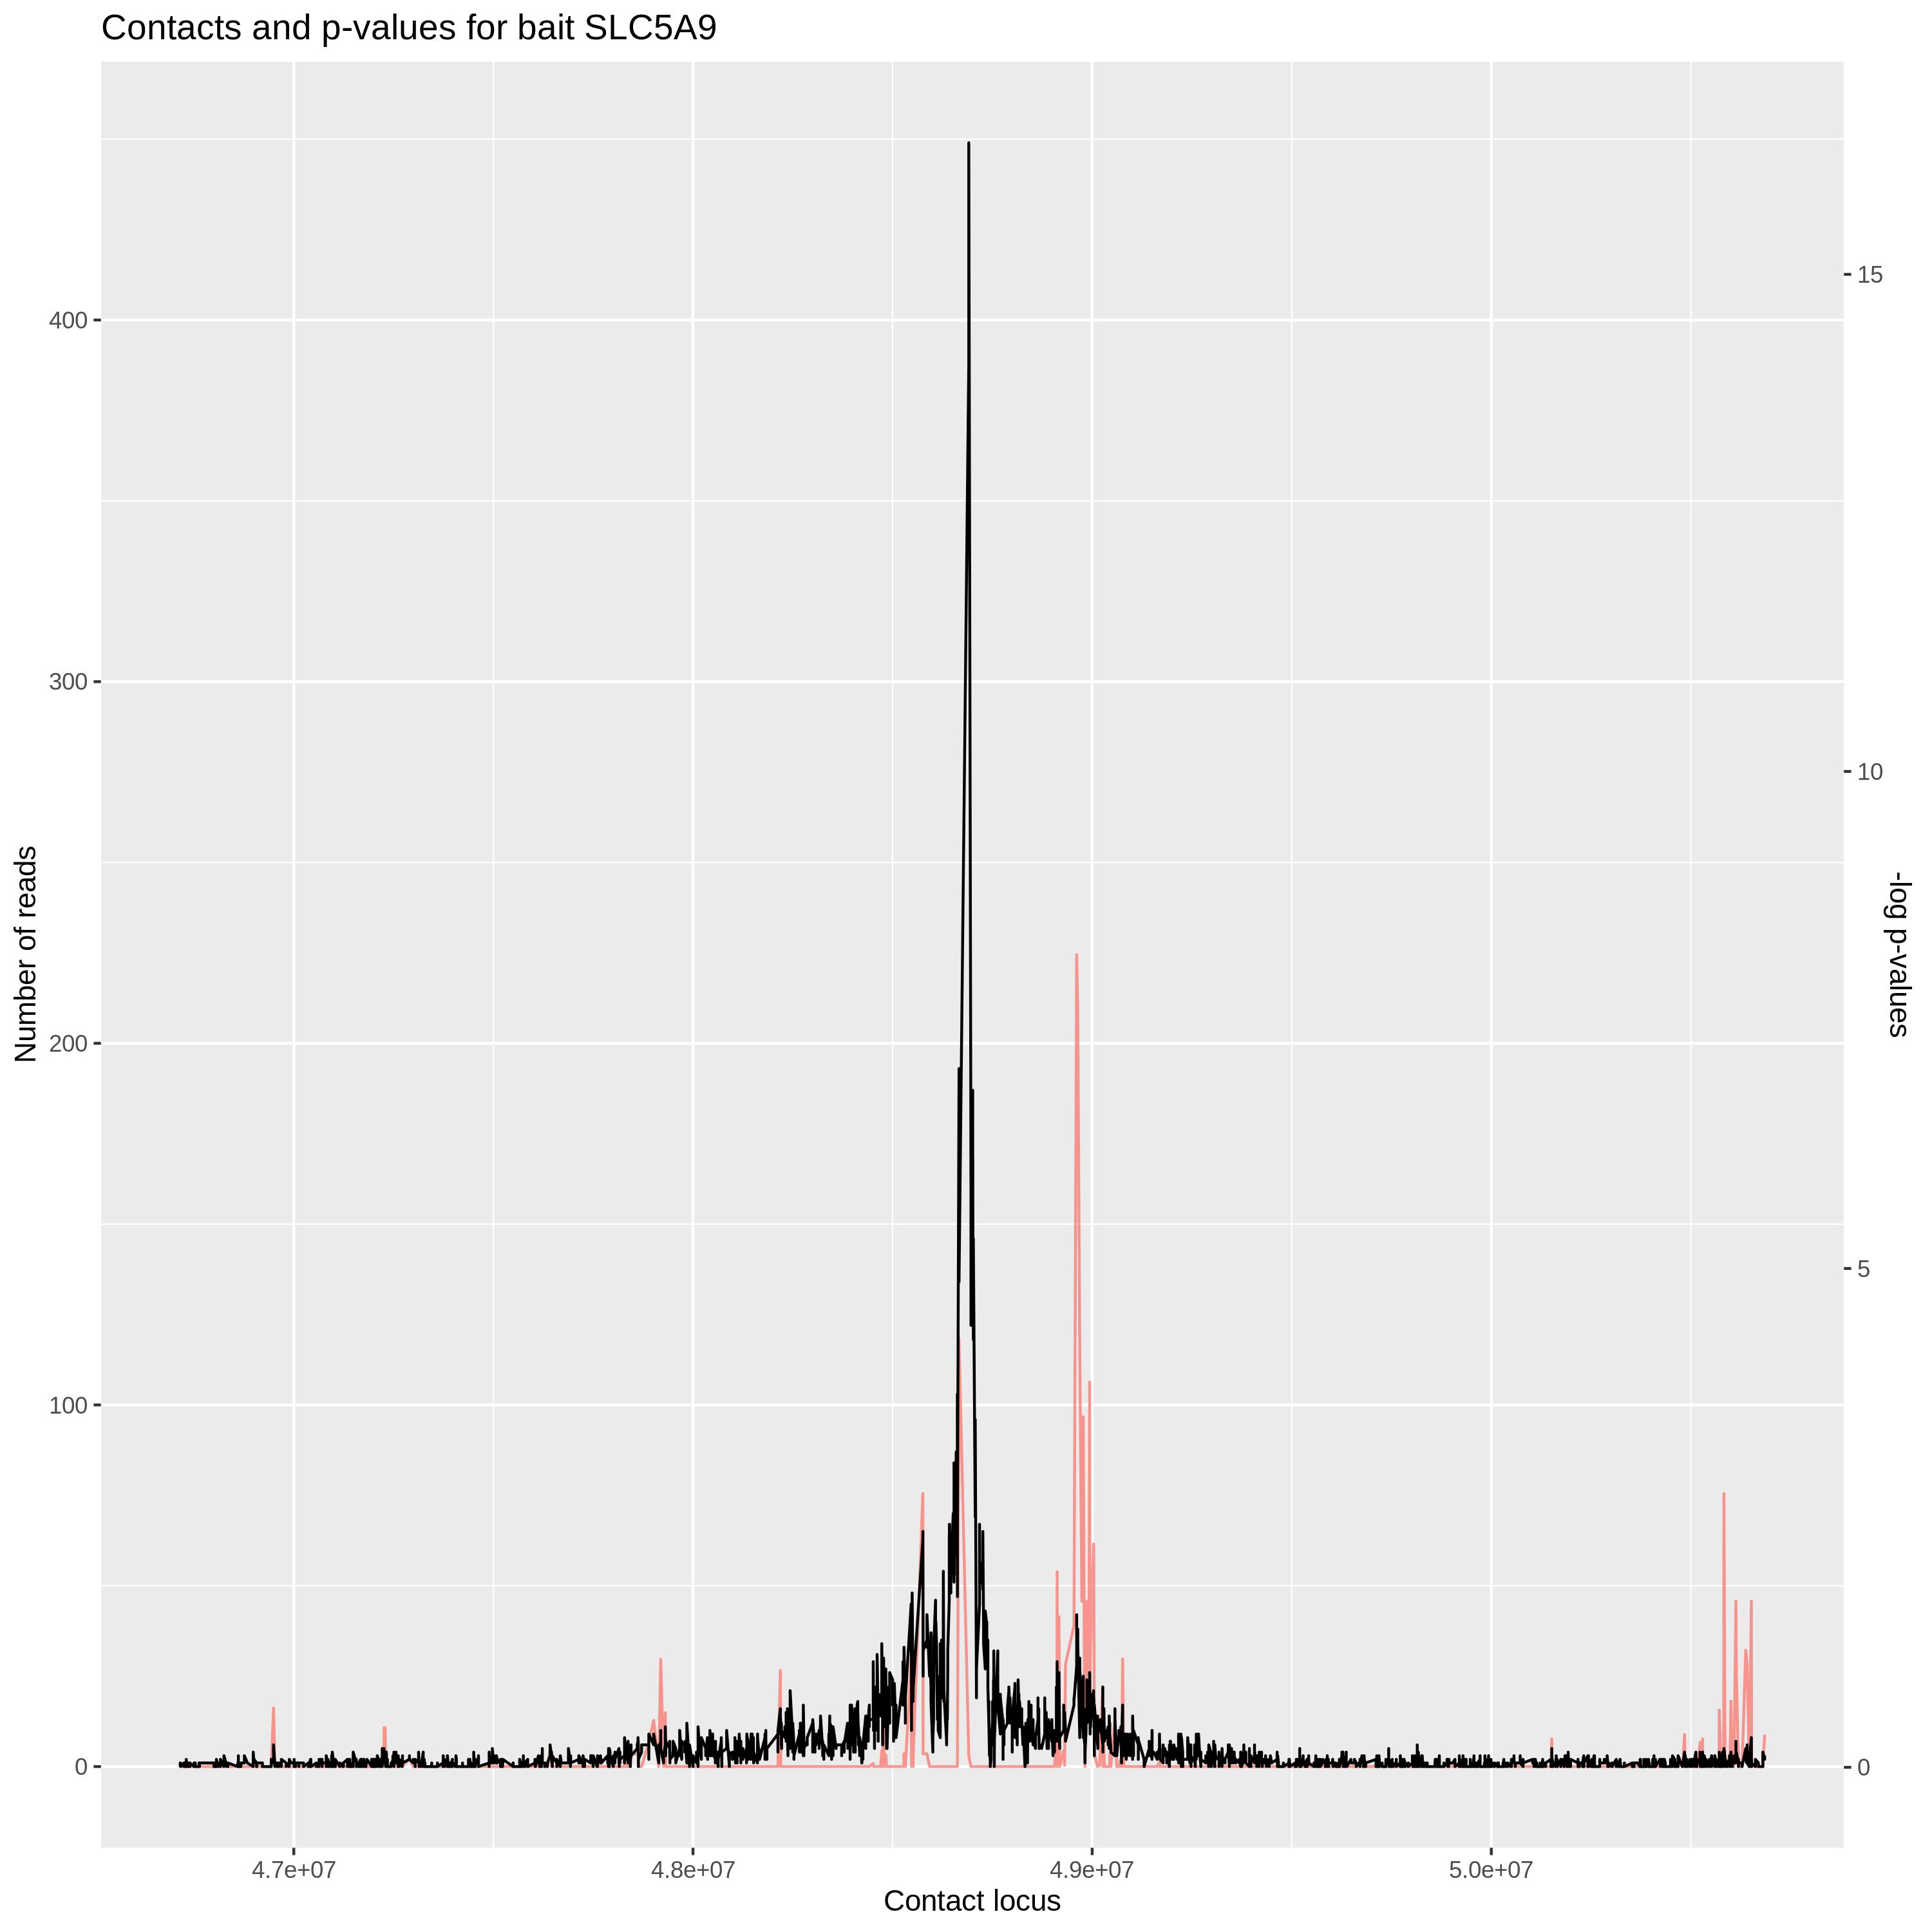 Contacts and p-values for bait SLC5A9
400
300
200
100
0
Number of reads
15
10
5
0
-log p-values
4.7e+07 4.8e+07 4.9e+07 5.0e+07
Contact locus